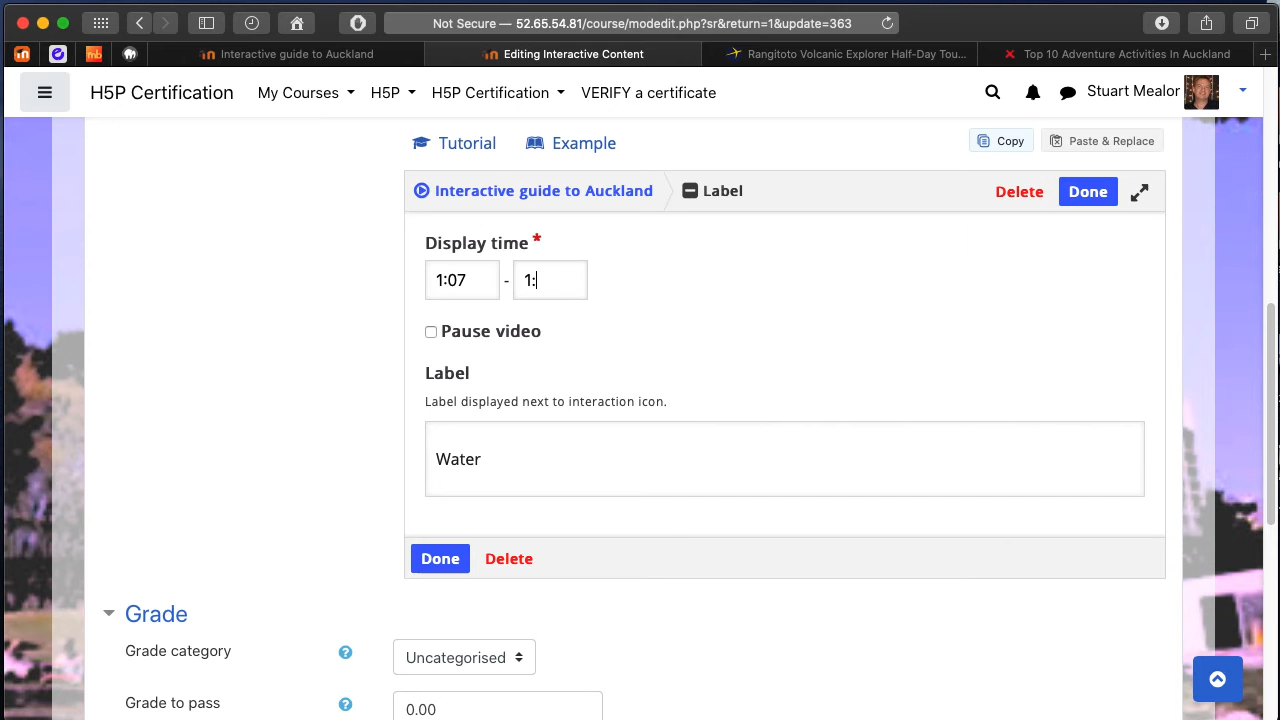 Not Secure — 52.65.54.81/course/modedit.php?sr&return=1&update=363
Interactive guide to Auckland
Editing Interactive Content
Rangitoto Volcanic Explorer Half-Day Tou...
Top 10 Adventure Activities In Auckland
H5P Certification
My Courses
H5P
H5P Certification
VERIFY a certificate
Stuart Mealor
Tutorial
Example
Copy
Paste & Replace
Interactive guide to Auckland
Label
Delete
Done
Display time *
1:07 - 1:
Pause video
Label
Label displayed next to interaction icon.
Water
Done
Delete
Grade
Grade category
Uncategorised
Grade to pass
0.00